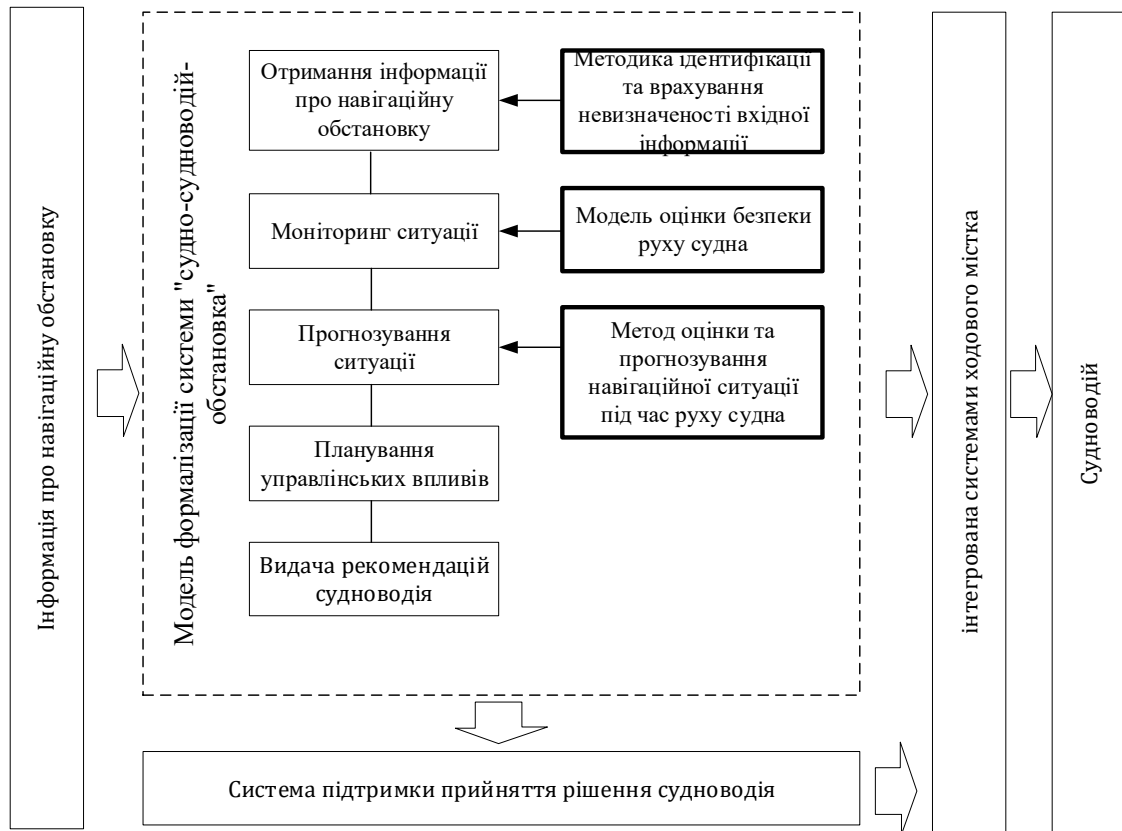 Інформація про навігаційну обстановку
Модель формалізації системи "судно-судноводій-
обстановка"
Отримання інформації
про навігаційну
обстановку
Методика ідентифікації
та врахування
невизначеності вхідної
інформації
Моніторинг ситуації
Модель оцінки безпеки
руху судна
Прогнозування
ситуації
Метод оцінки та
прогнозування
навігаційної ситуації
під час руху судна
Планування
управлінських впливів
Видача рекомендацій
судноводія
Система підтримки прийняття рішення судноводія
інтегрована системами ходового містка
Судноводій